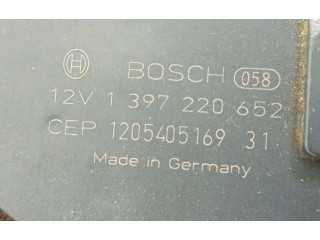 BOSCH 058
12V 1 397 220 652
CEP 1205405169 31
Made in Germany